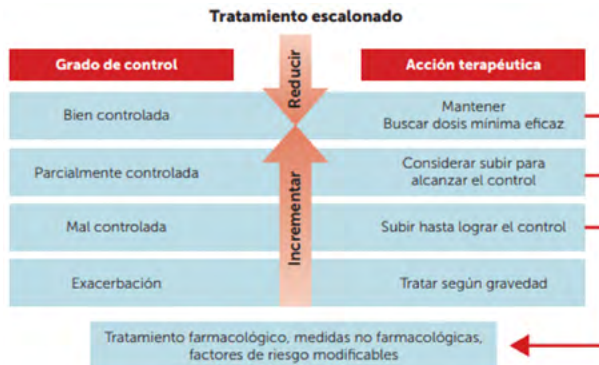 Tratamiento escalonado
Grado de control
Reducir
Acción terapéutica
Bien controlada
Mantener
Buscar dosis mínima eficaz
Parcialmente controlada
Incrementar
Considerar subir para
alcanzar el control
Mal controlada
Subir hasta lograr el control
Exacerbación
Tratar según gravedad
Tratamiento farmacológico, medidas no farmacológicas,
factores de riesgo modificables